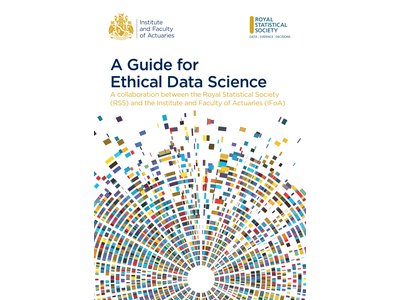 Institute
and Faculty
of Actuaries
ROYAL
STATISTICAL
SOCIETY
DATA | EVIDENCE | DECISIONS
A Guide for
Ethical Data Science
A collaboration between the Royal Statistical Society
(RSS) and the Institute and Faculty of Actuaries (IFoA)